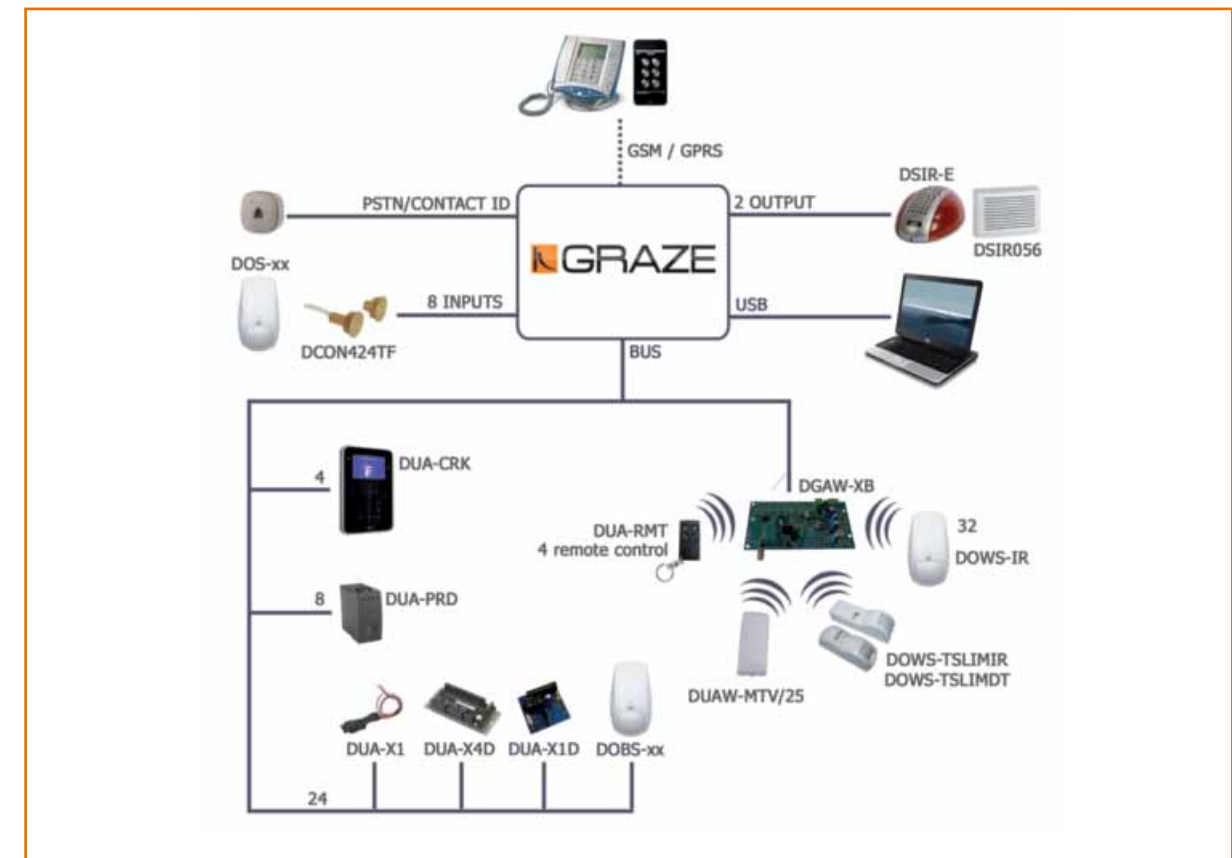 GSM / GPRS
PSTN/CONTACT ID
2 OUTPUT
DSIR-E
DSIR056
GRAZE
DOS-xx
8 INPUTS
DCON424TF
USB
BUS
4
DUA-CRK
DGAW-XB
DUA-RMT
4 remote control
32
DOWS-IR
8
DUA-PRD
DOWS-TSLIMIR
DOWS-TSLIMDT
DUAW-MTV/25
DUA-X1
DUA-X4D
DUA-X1D
DOBS-xx
24